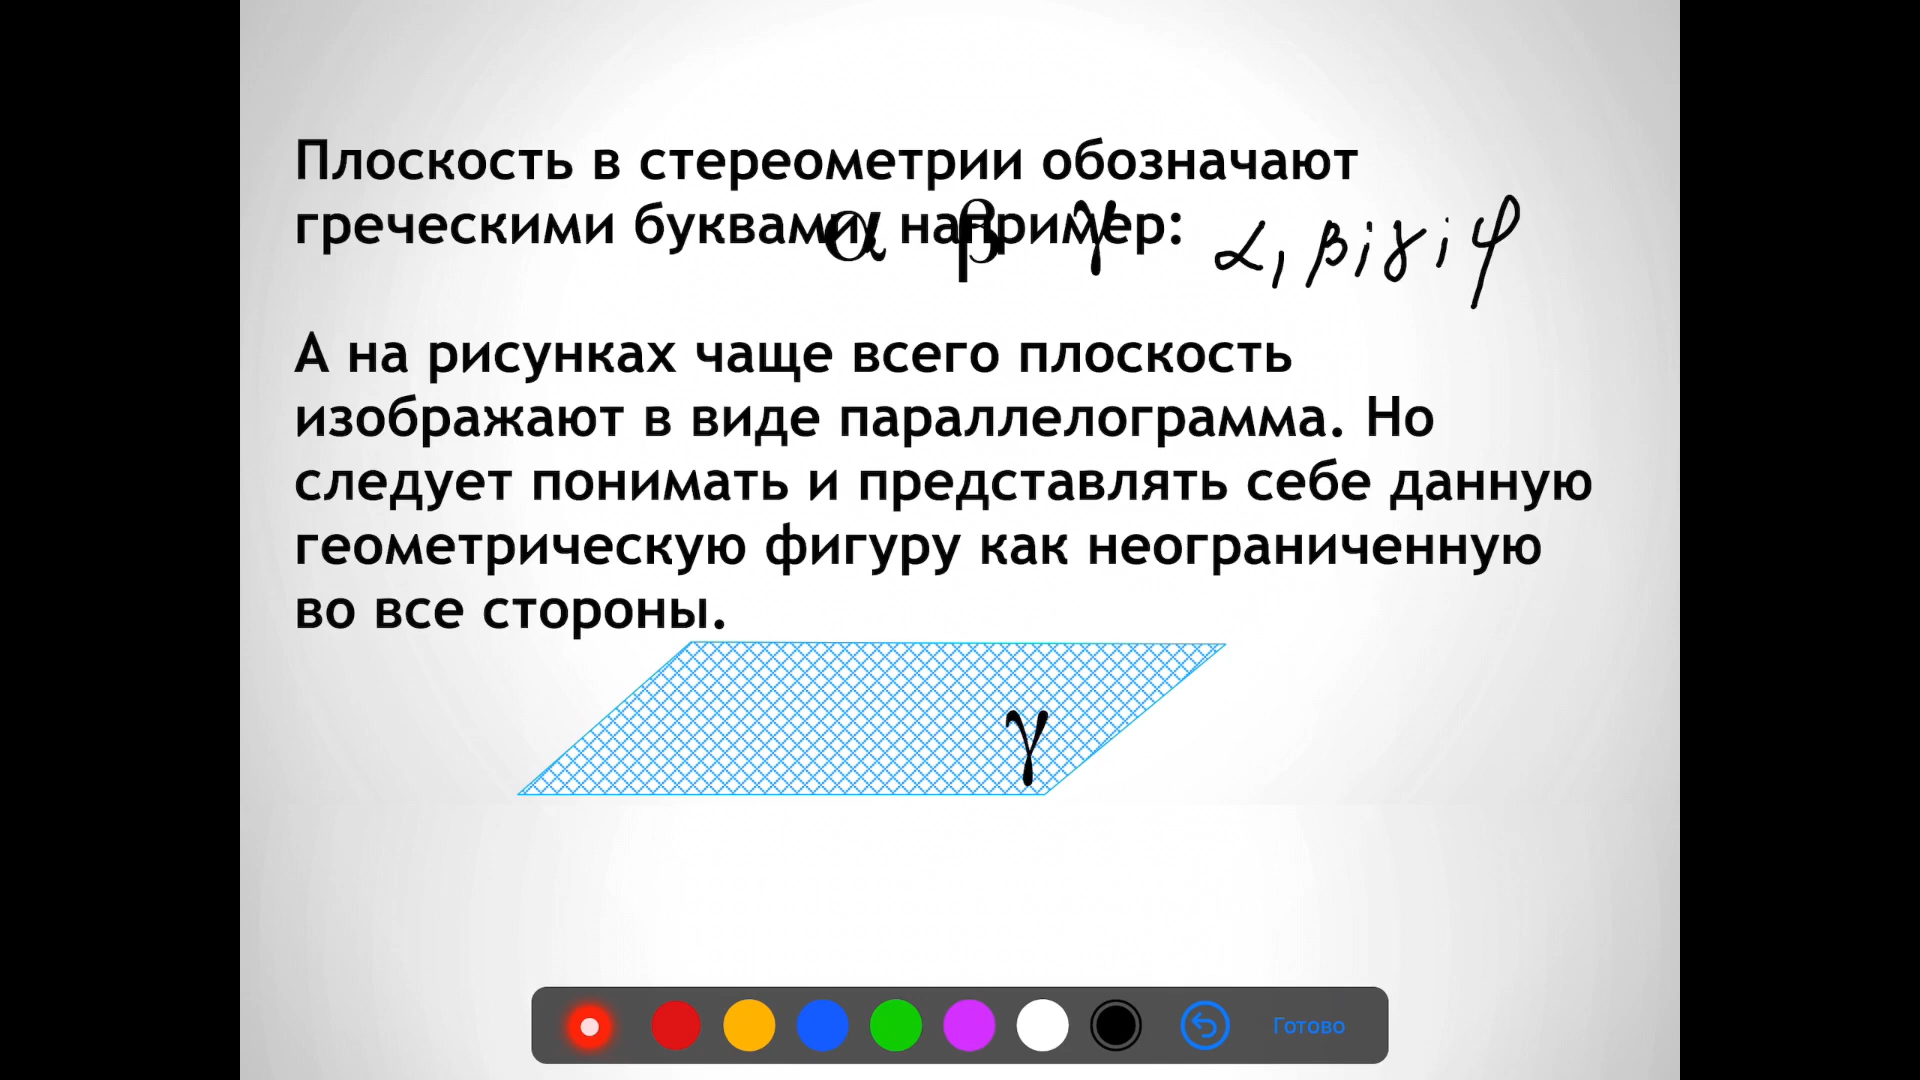 Плоскость в стереометрии обозначают
греческими буквами, например: α, β, γ, φ
α β γ
А на рисунках чаще всего плоскость
изображают в виде параллелограмма. Но
следует понимать и представлять себе данную
геометрическую фигуру как неограниченную
во все стороны.
γ
Готово